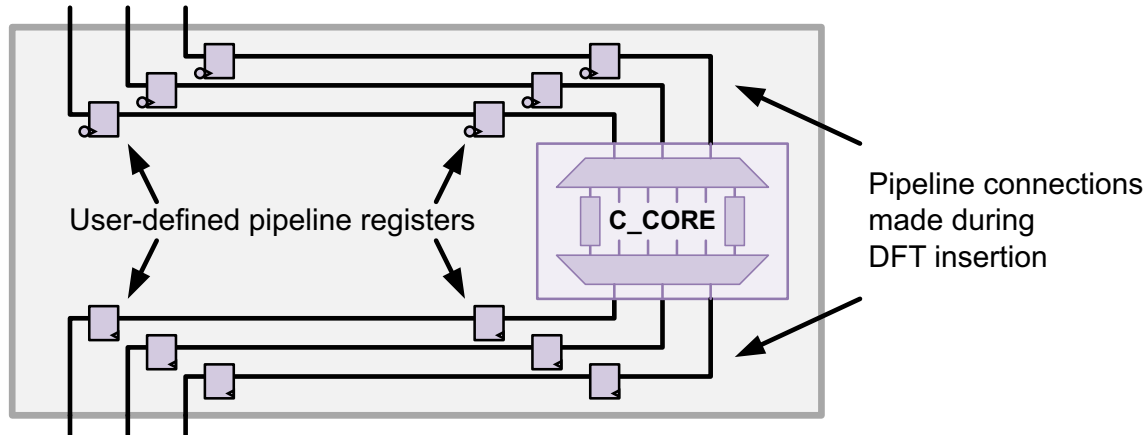 User-defined pipeline registers
C_CORE
Pipeline connections
made during
DFT insertion